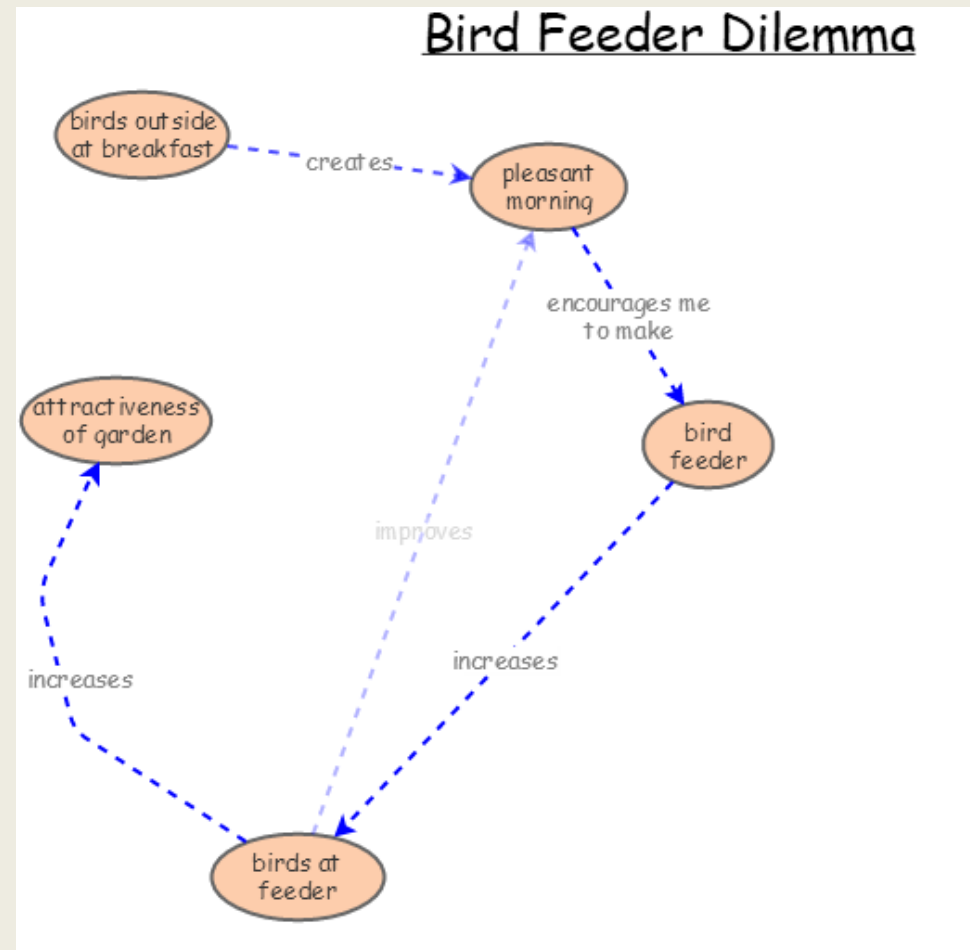 Bird Feeder Dilemma
birds outside
at breakfast
creates
pleasant
morning
encourages me
to make
attractiveness
of garden
bird
feeder
improves
increases
increases
birds at
feeder